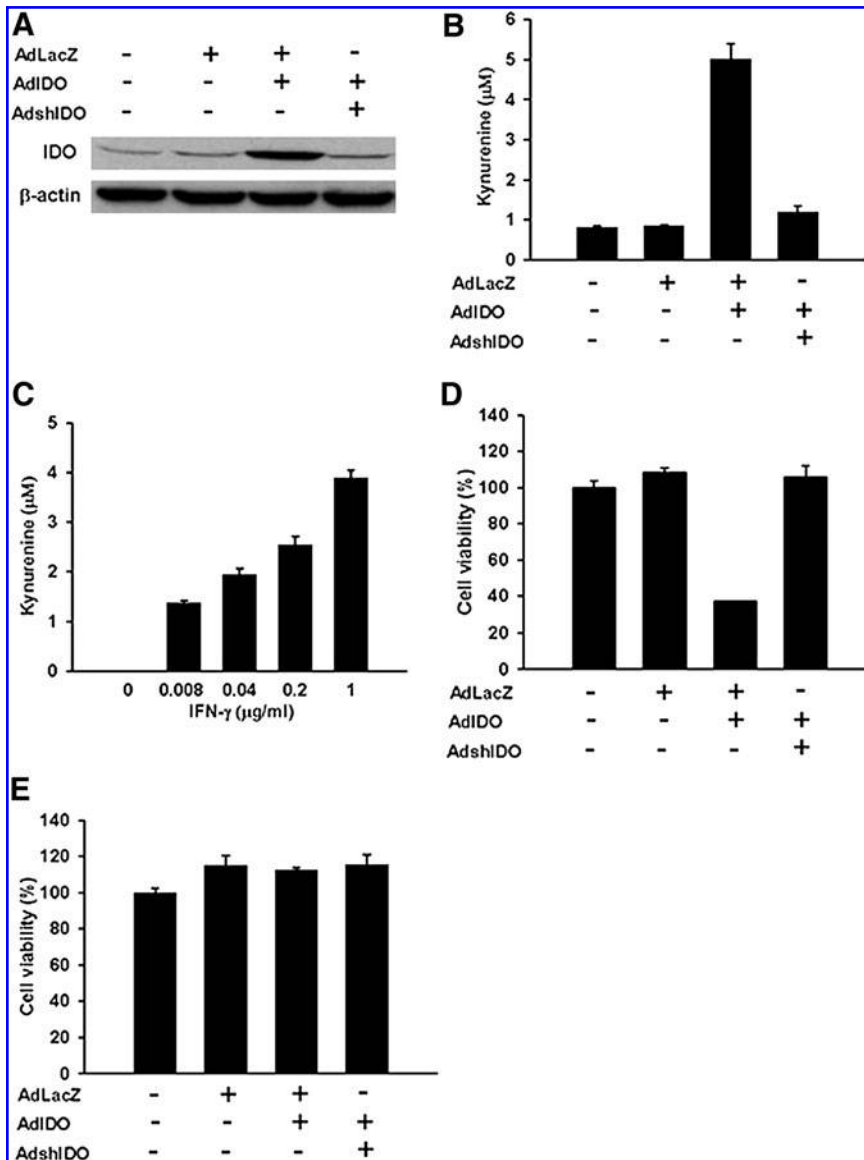 A
AdLacZ - + + -
AdIDO - - + +
AdshIDO - - - +
IDO
β-actin
B
Kynurenine (μM)
6
5
4
3
2
1
0
AdLacZ - + + -
AdIDO - - + +
AdshIDO - - - +
C
Kynurenine (μM)
5
4
3
2
1
0
0 0.008 0.04 0.2 1
IFN-γ (μg/ml)
D
Cell viability (%)
140
120
100
80
60
40
20
0
AdLacZ - + + -
AdIDO - - + +
AdshIDO - - - +
E
Cell viability (%)
140
120
100
80
60
40
20
0
AdLacZ - + + -
AdIDO - - + +
AdshIDO - - - +